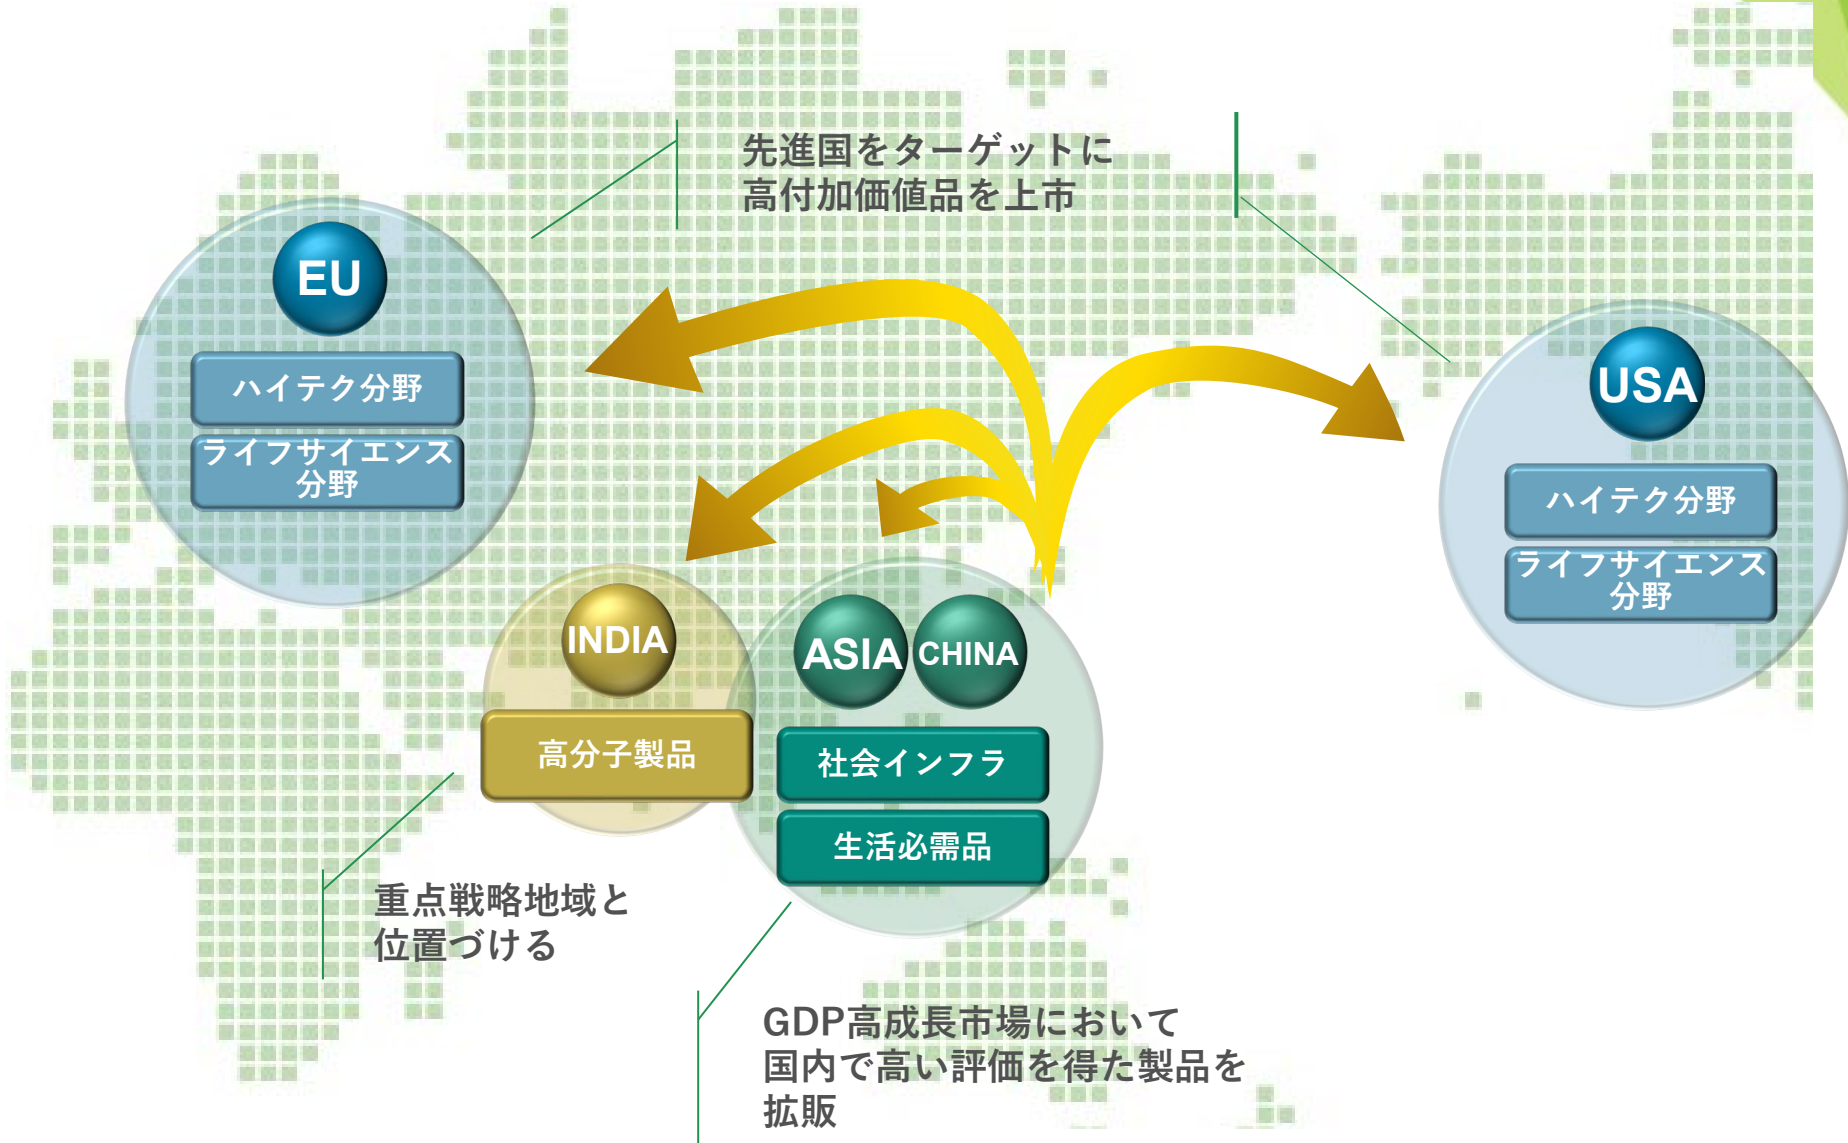 先進国をターゲットに
高付加価値品を上市
EU
ハイテク分野
ライフサイエンス
分野
USA
ハイテク分野
ライフサイエンス
分野
INDIA
高分子製品
ASIA
CHINA
社会インフラ
生活必需品
重点戦略地域と
位置づける
GDP高成長市場において
国内で高い評価を得た製品を
拡販